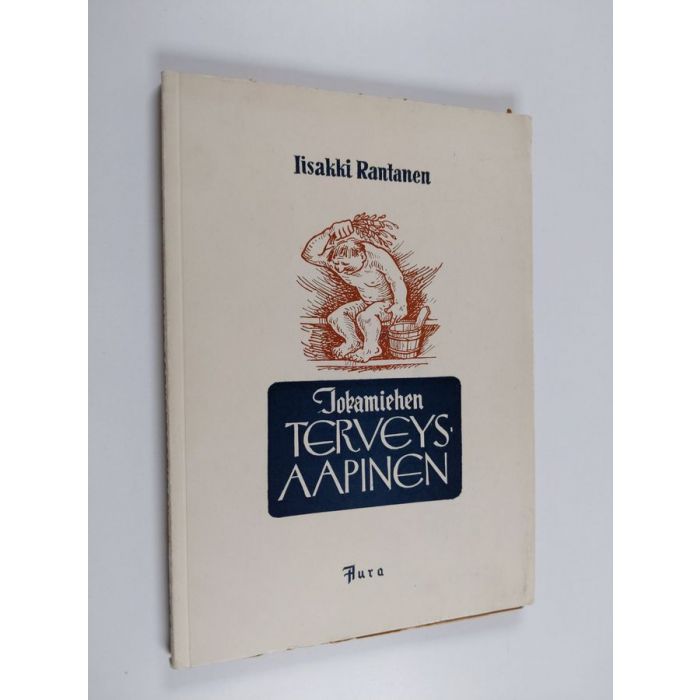 Iisakki Rantanen
Jokamiehen
TERVEYS-
AAPINEN
Aura